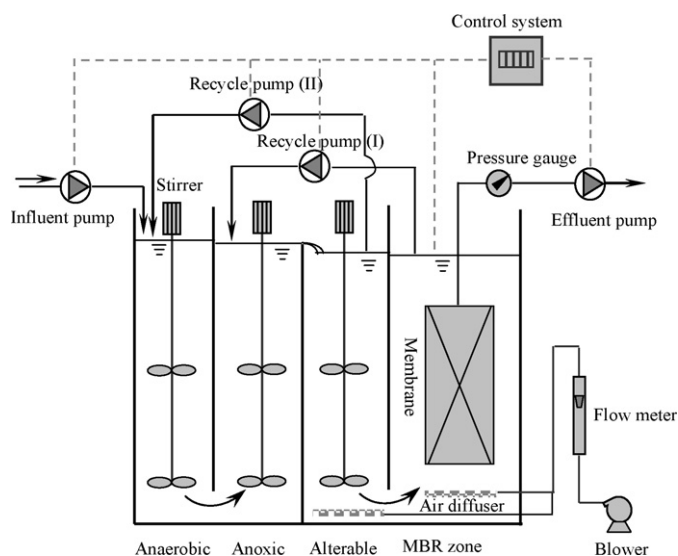 Control system
Recycle pump (II)
Recycle pump (I)
Pressure gauge
Stirrer
Influent pump
Effluent pump
Membrane
Flow meter
Air diffuser
Anaerobic Anoxic Alterable MBR zone Blower